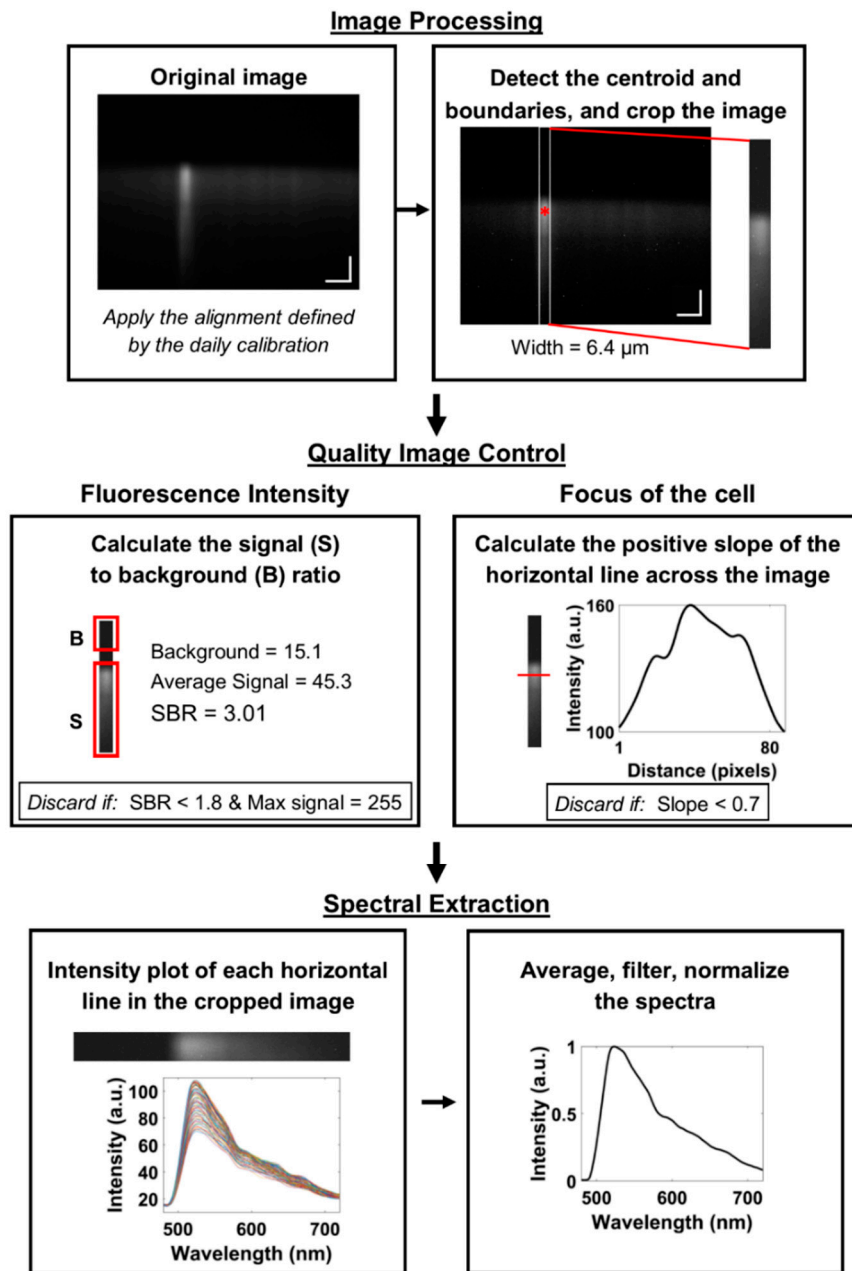 Image Processing
Original image
Apply the alignment defined
by the daily calibration
Detect the centroid and
boundaries, and crop the image
*
Width = 6.4 µm
Quality Image Control
Fluorescence Intensity
Calculate the signal (S)
to background (B) ratio
B
S
Background = 15.1
Average Signal = 45.3
SBR = 3.01
Discard if: SBR < 1.8 & Max signal = 255
Focus of the cell
Calculate the positive slope of the
horizontal line across the image
Intensity (a.u.)
160
100
1
80
Distance (pixels)
Discard if: Slope < 0.7
Spectral Extraction
Intensity plot of each horizontal
line in the cropped image
Intensity (a.u.)
100
80
60
40
20
500
600
700
Wavelength (nm)
Average, filter, normalize
the spectra
Intensity (a.u.)
1
0.5
0
500
600
700
Wavelength (nm)